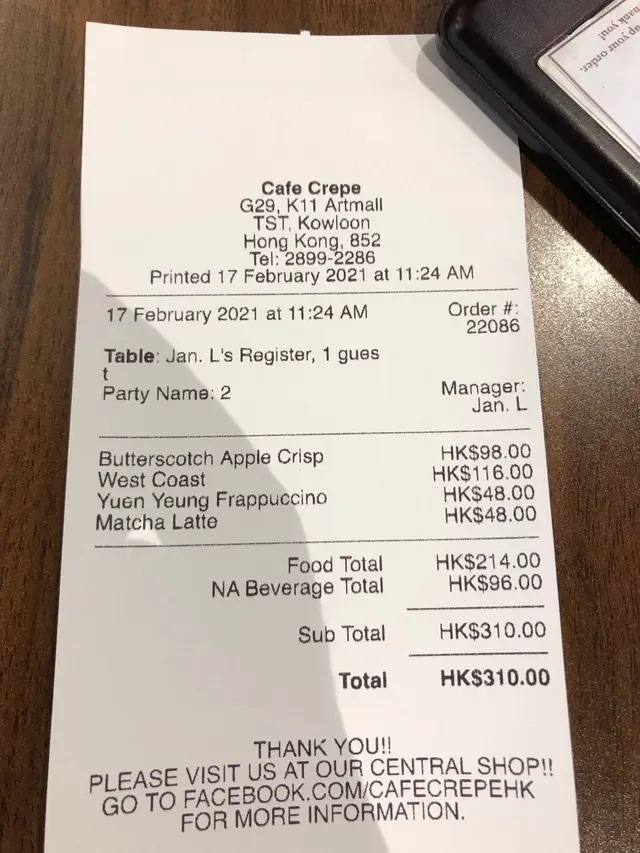 up your order.
hank you!
Cafe Crepe
G29, K11 Artmall
TST, Kowloon
Hong Kong, 852
Tel: 2899-2286
Printed 17 February 2021 at 11:24 AM
17 February 2021 at 11:24 AM Order #:
22086
Table: Jan. L's Register, 1 gues
t
Party Name: 2 Manager:
Jan. L
Butterscotch Apple Crisp HK$98.00
West Coast HK$116.00
Yuen Yeung Frappuccino HK$48.00
Matcha Latte HK$48.00
Food Total HK$214.00
NA Beverage Total HK$96.00
Sub Total HK$310.00
Total HK$310.00
THANK YOU!!
PLEASE VISIT US AT OUR CENTRAL SHOP!!
GO TO FACEBOOK.COM/CAFECREPEHK
FOR MORE INFORMATION.